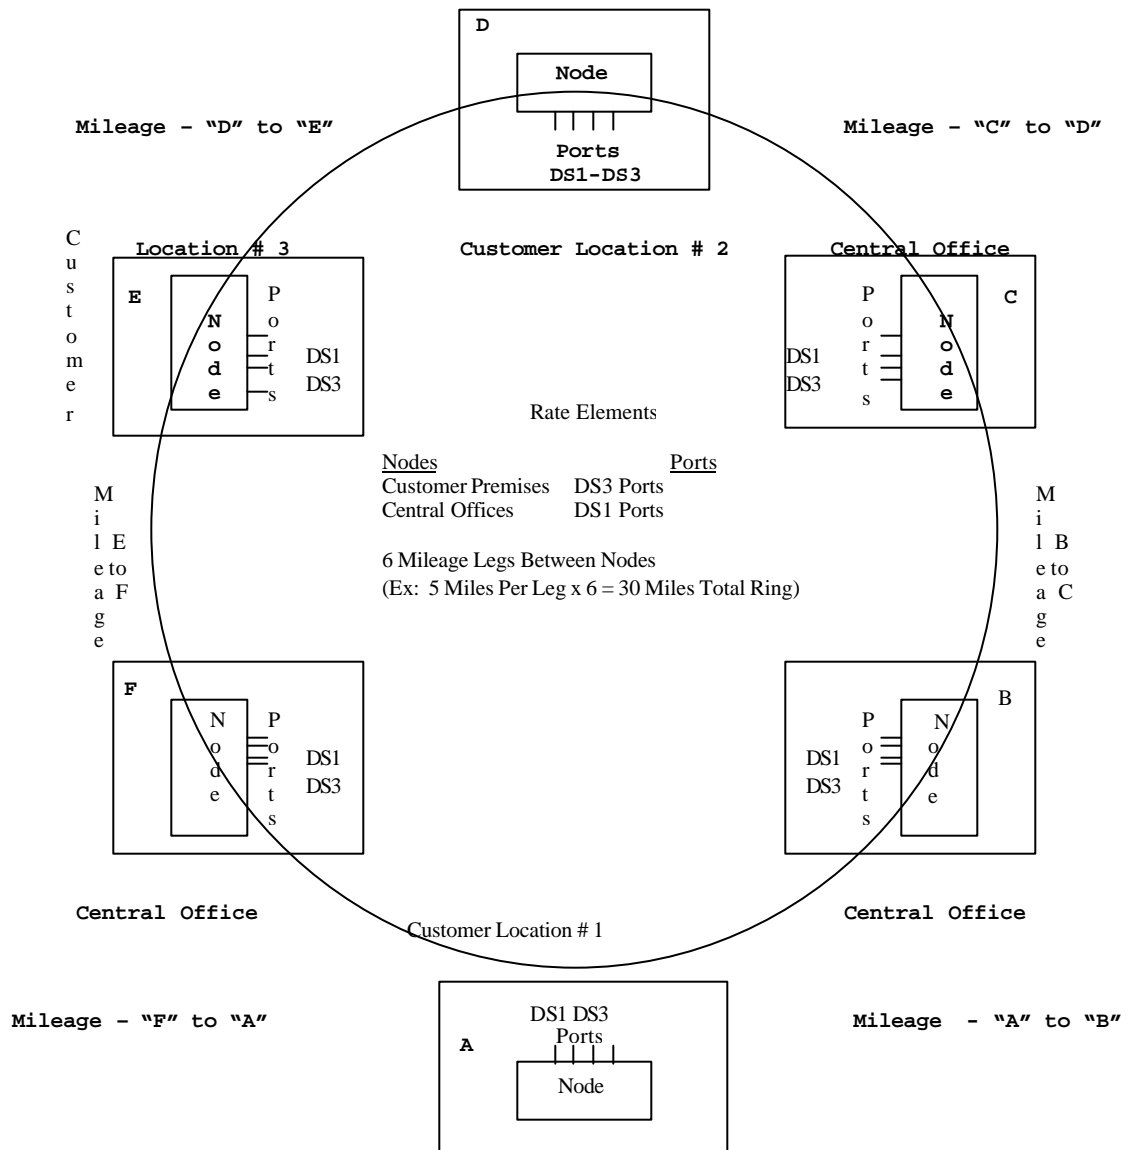 D
Node
Mileage – “D” to “E”
Mileage – “C” to “D”
Ports
DS1-DS3
Customer
Location # 3
Customer Location # 2
Central Office
E
Node
Ports
DS1
DS3
Ports
DS1
DS3
Node
C
Rate Elements
Nodes Ports
Customer Premises DS3 Ports
Central Offices DS1 Ports
6 Mileage Legs Between Nodes
(Ex: 5 Miles Per Leg x 6 = 30 Miles Total Ring)
Mileage
E to F
Mileage
B to C
F
Node
Ports
DS1
DS3
Ports
DS1
DS3
Node
B
Central Office
Central Office
Customer Location # 1
Mileage – “F” to “A”
Mileage - “A” to “B”
DS1 DS3
Ports
A
Node